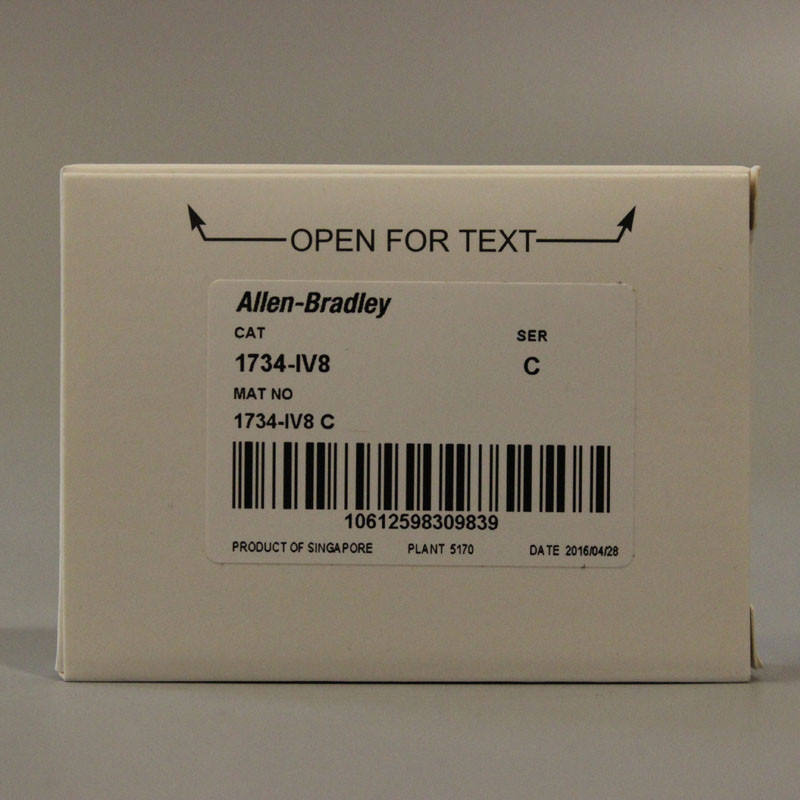 OPEN FOR TEXT
Allen-Bradley
CAT SER
1734-IV8 C
MAT NO
1734-IV8 C
10612598309839
PRODUCT OF SINGAPORE PLANT 5170 DATE 2016/04/28